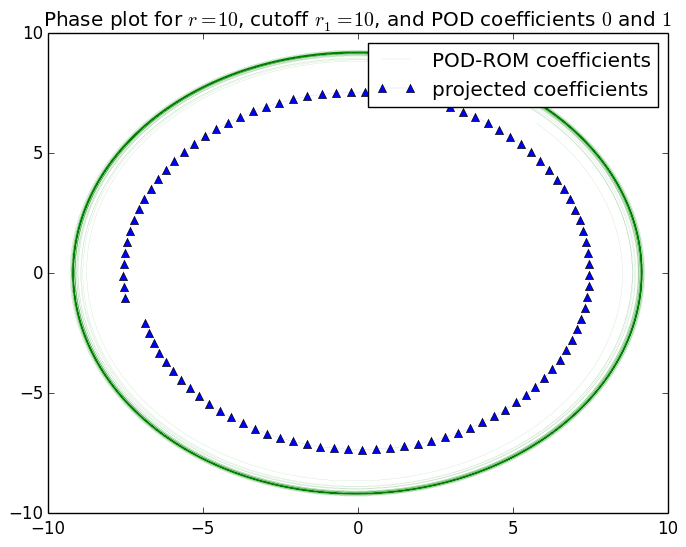 Phase plot for r = 10, cutoff r₁ = 10, and POD coefficients 0 and 1
10
5
0
−5
−10
POD-ROM coefficients
projected coefficients
−10 −5 0 5 10